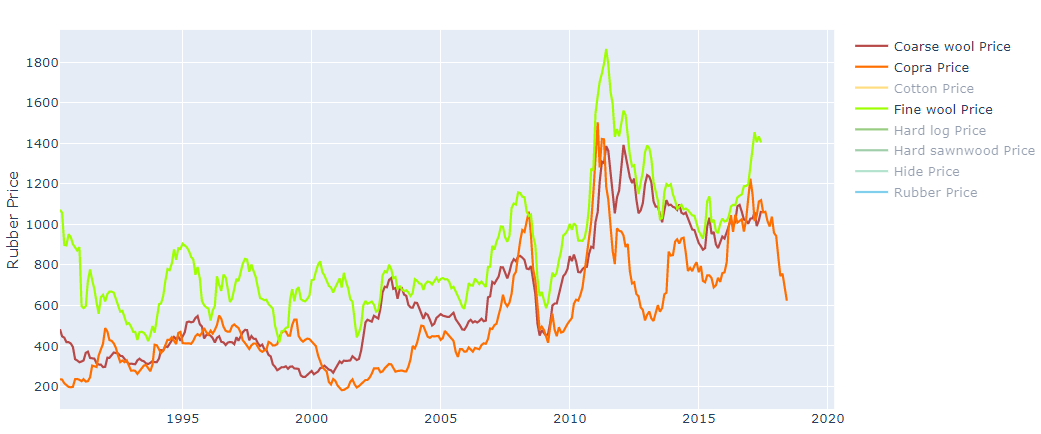 Rubber Price
1800
1600
1400
1200
1000
800
600
400
200
1995
2000
2005
2010
2015
2020
Coarse wool Price
Copra Price
Cotton Price
Fine wool Price
Hard log Price
Hard sawnwood Price
Hide Price
Rubber Price